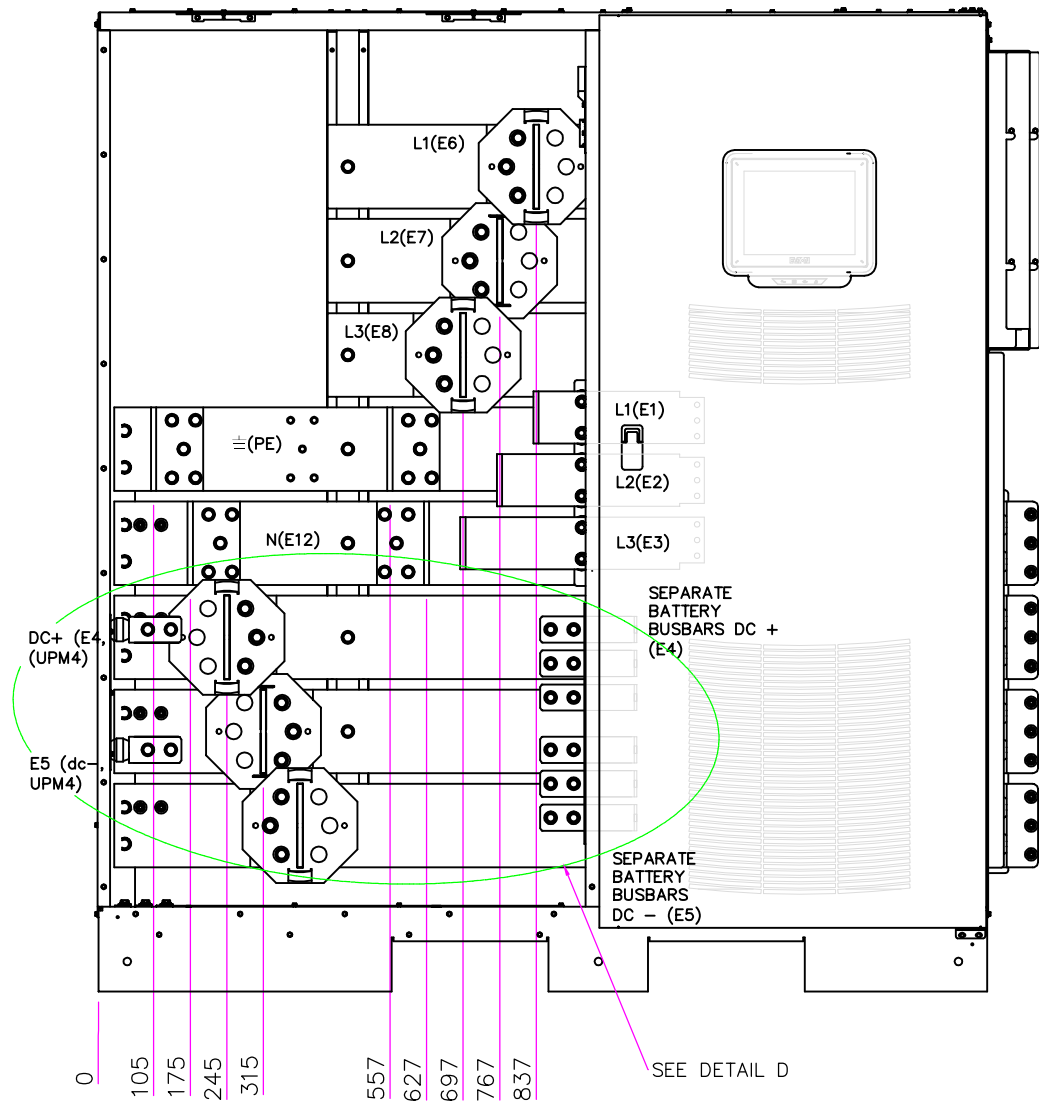 L1(E6)
L2(E7)
L3(E8)
L1(E1)
(PE)
L2(E2)
N(E12)
L3(E3)
SEPARATE
BATTERY
BUSBARS DC +
(E4)
DC+ (E4,
(UPM4)
E5 (dc-,
UPM4)
SEPARATE
BATTERY
BUSBARS
DC - (E5)
SEE DETAIL D
0
105
175
245
315
557
627
697
767
837